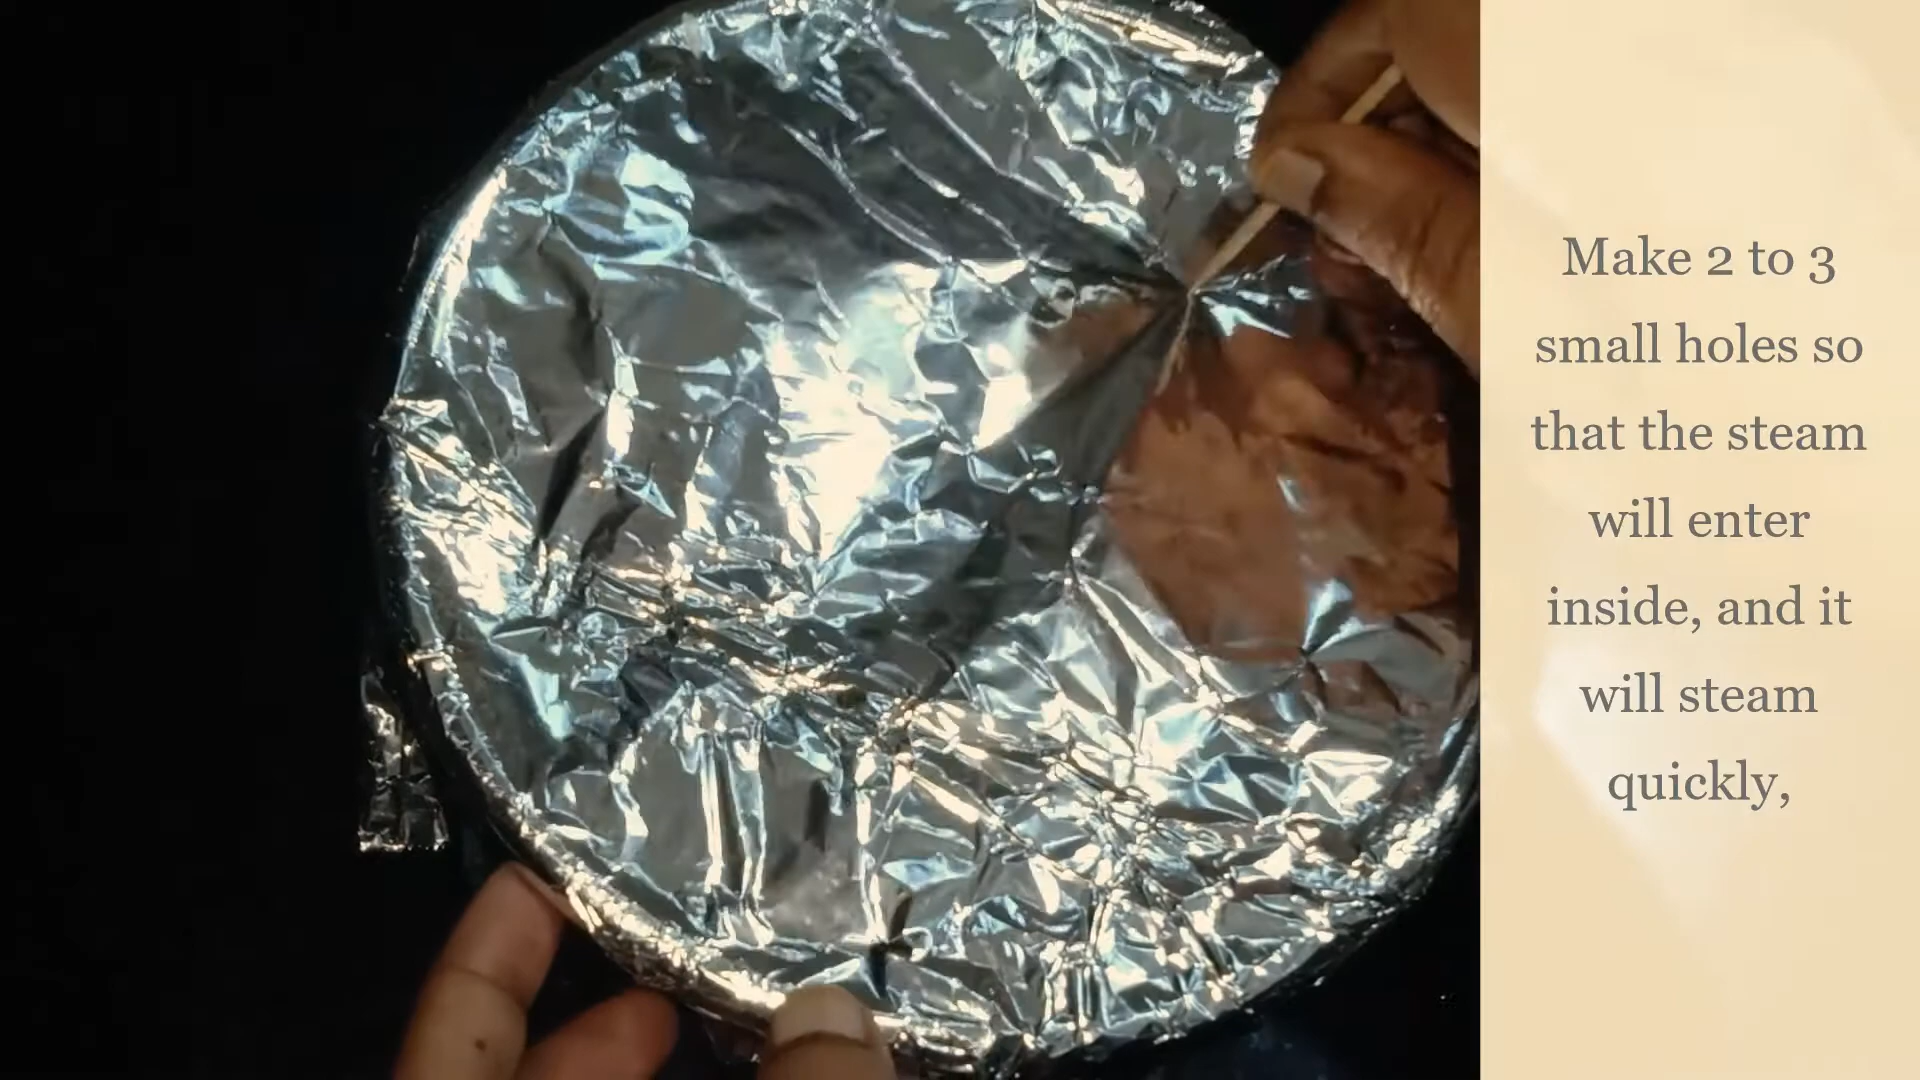 Make 2 to 3
small holes so
that the steam
will enter
inside, and it
will steam
quickly,